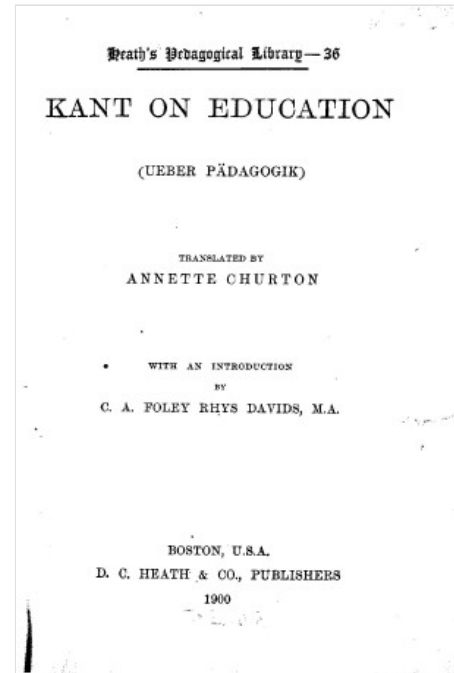 Heath's Pedagogical Library—36
KANT ON EDUCATION
(UEBER PÄDAGOGIK)
TRANSLATED BY
ANNETTE CHURTON
WITH AN INTRODUCTION
BY
C. A. FOLEY RHYS DAVIDS, M.A.
BOSTON, U.S.A.
D. C. HEATH & CO., PUBLISHERS
1900